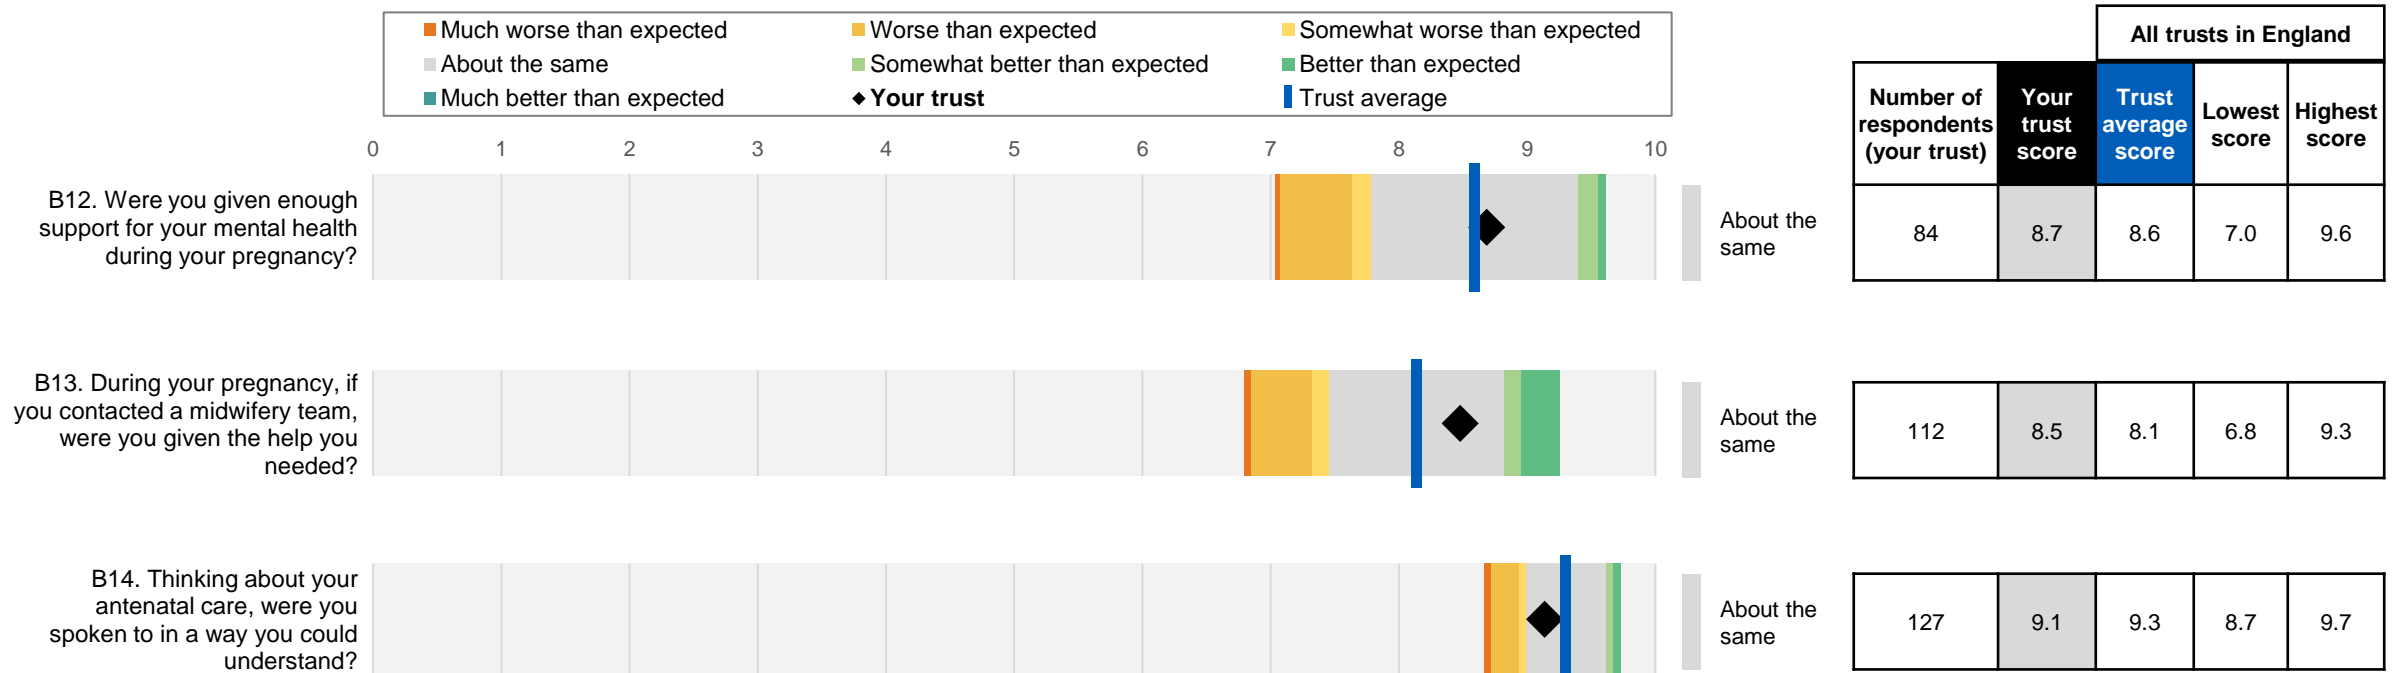 Much worse than expected
Worse than expected
Somewhat worse than expected
About the same
Somewhat better than expected
Better than expected
Much better than expected
Your trust
Trust average
All trusts in England
Number of
respondents
(your trust)
Your
trust
score
Trust
average
score
Lowest
score
Highest
score
0 1 2 3 4 5 6 7 8 9 10
B12. Were you given enough
support for your mental health
during your pregnancy?
About the
same
84 8.7 8.6 7.0 9.6
B13. During your pregnancy, if
you contacted a midwifery team,
were you given the help you
needed?
About the
same
112 8.5 8.1 6.8 9.3
B14. Thinking about your
antenatal care, were you
spoken to in a way you could
understand?
About the
same
127 9.1 9.3 8.7 9.7